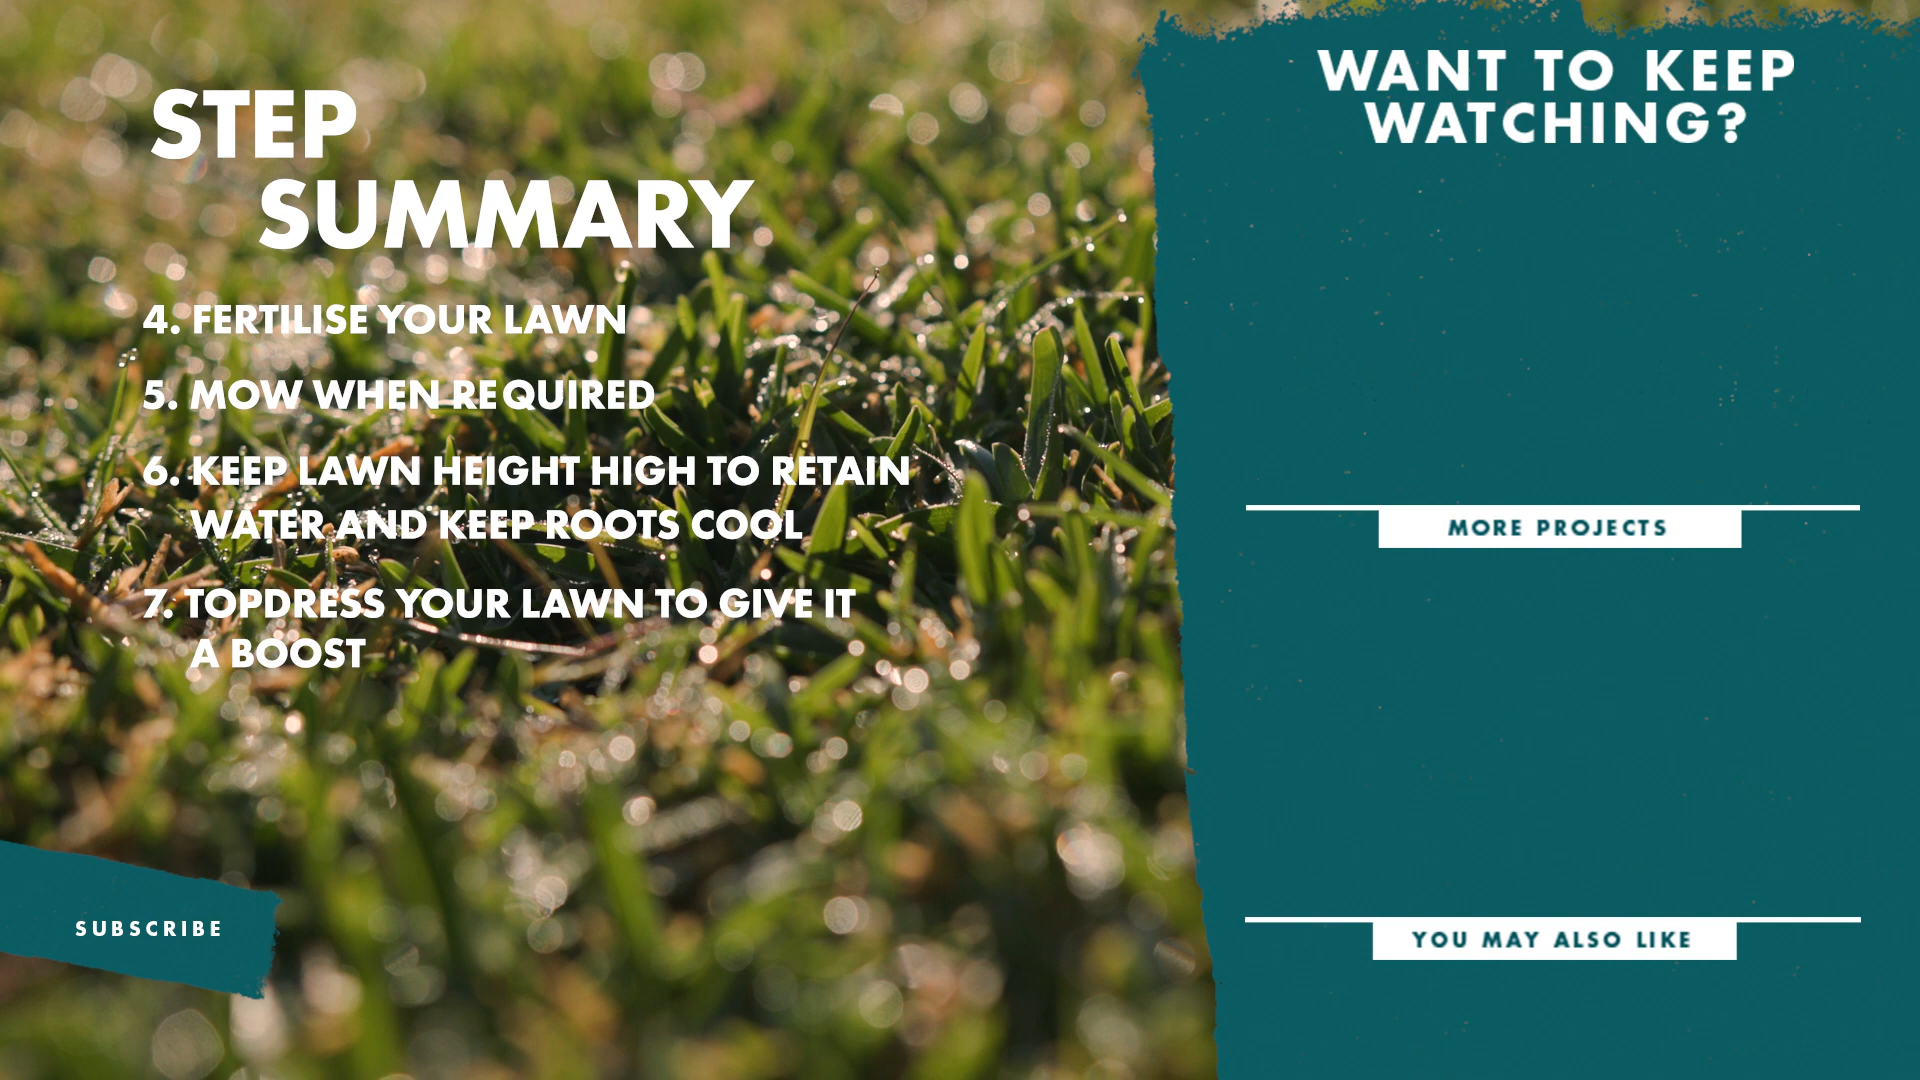 STEP
SUMMARY
4. FERTILISE YOUR LAWN
5. MOW WHEN REQUIRED
6. KEEP LAWN HEIGHT HIGH TO RETAIN
WATER AND KEEP ROOTS COOL
7. TOPDRESS YOUR LAWN TO GIVE IT
A BOOST
SUBSCRIBE
WANT TO KEEP
WATCHING?
MORE PROJECTS
YOU MAY ALSO LIKE